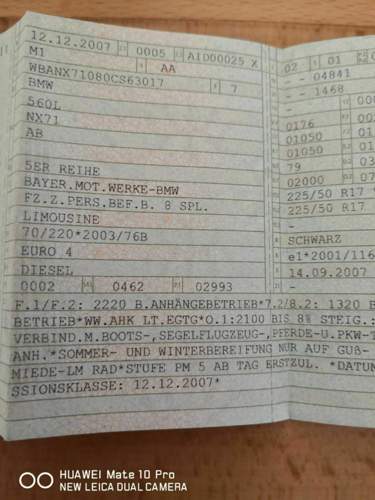 12.12.2007 0005 AID00025 X
M1 AA
WBANX71080CS63017 7
BMW
560L
NX71
AB
5ER REIHE
BAYER.MOT.WERKE-BMW
FZ.Z.PERS.BEF.B. 8 SPL.
LIMOUSINE
70/220*2003/76B
EURO 4
DIESEL
0002 0462 02993
02 01
- - 04841
- - 1468
0176
01050
01050
79
02000
225/50 R17
225/50 R17
-
SCHWARZ
e1*2001/116
14.09.2007
-
F.1/F.2: 2220 B.ANHÄNGEBETRIEB*7.2/8.2: 1320 B
BETRIEB*WW.AHK LT.EGTG*O.1:2100 BIS 8% STEIG.:
VERBIND.M.BOOTS-,SEGELFLUGZEUG-,PFERDE-U.PKW-T
ANH.*SOMMER- UND WINTERBEREIFUNG NUR AUF GUß-
MIEDE-LM RAD*STUFE PM 5 AB TAG ERSTZUL. *DATUM
SSIONSKLASSE: 12.12.2007*
HUAWEI Mate 10 Pro
NEW LEICA DUAL CAMERA